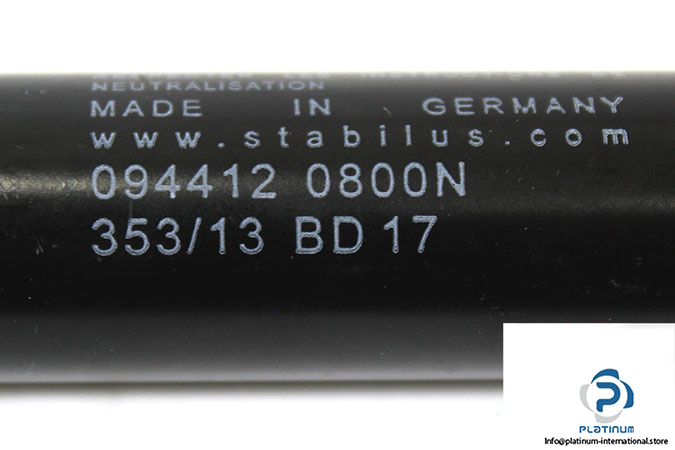 NEUTRALISATION
MADE IN GERMANY
www.stabilus.com
094412 0800N
353/13 BD 17
PLATINUM
Info@platinum-international.store